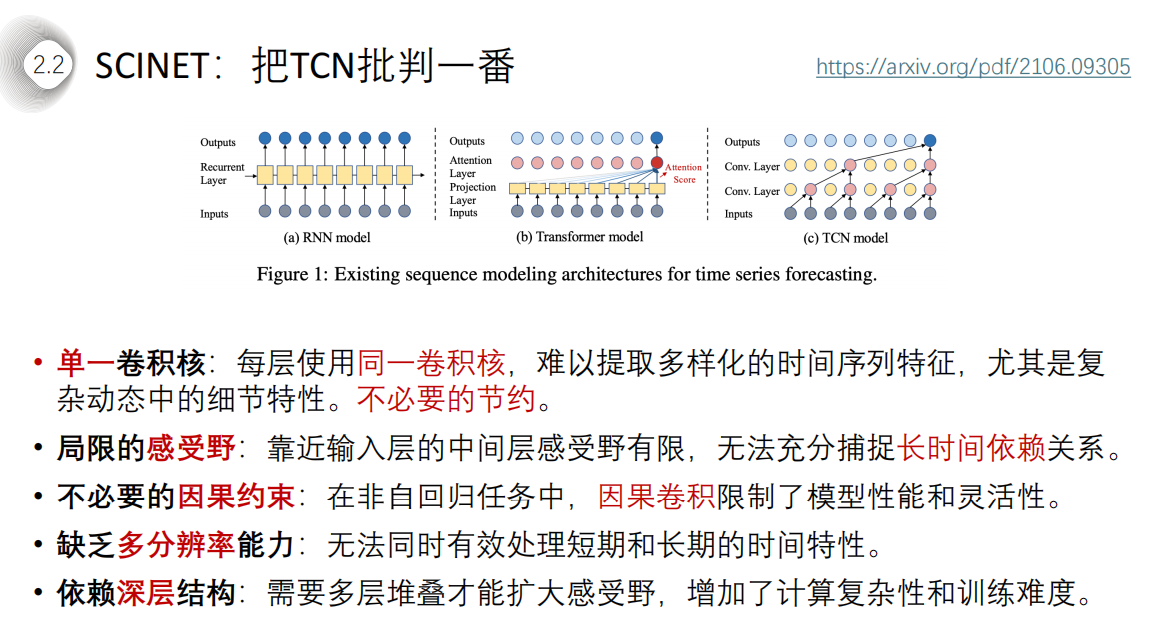 2.2
SCINET：把TCN批判一番
https://arxiv.org/pdf/2106.09305
Outputs
Recurrent
Layer
Inputs
(a) RNN model
Outputs
Attention
Layer
Projection
Layer
Inputs
Attention
Score
(b) Transformer model
Outputs
Conv. Layer
Conv. Layer
Inputs
(c) TCN model
Figure 1: Existing sequence modeling architectures for time series forecasting.
• 单一卷积核：每层使用同一卷积核，难以提取多样化的时间序列特征，尤其是复
杂动态中的细节特性。不必要的节约。
• 局限的感受野：靠近输入层的中间层感受野有限，无法充分捕捉长时间依赖关系。
• 不必要的因果约束：在非自回归任务中，因果卷积限制了模型性能和灵活性。
• 缺乏多分辨率能力：无法同时有效处理短期和长期的时间特性。
• 依赖深层结构：需要多层堆叠才能扩大感受野，增加了计算复杂性和训练难度。